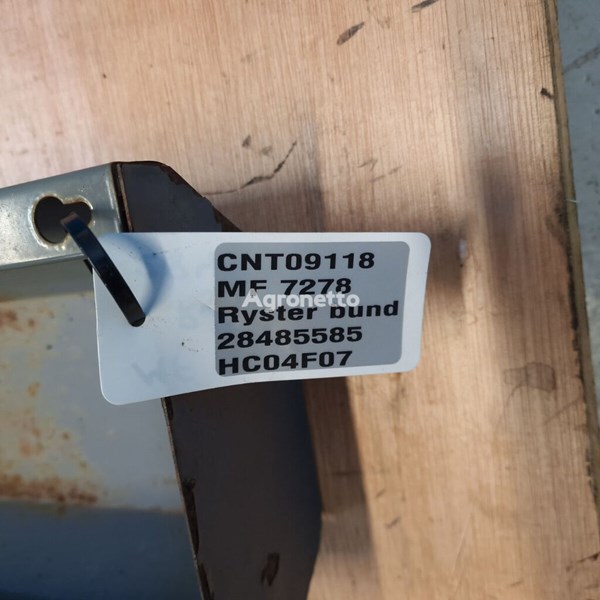 CNT09118
MF 7278
Agronetto
Ryster bund
28485585
HC04F07